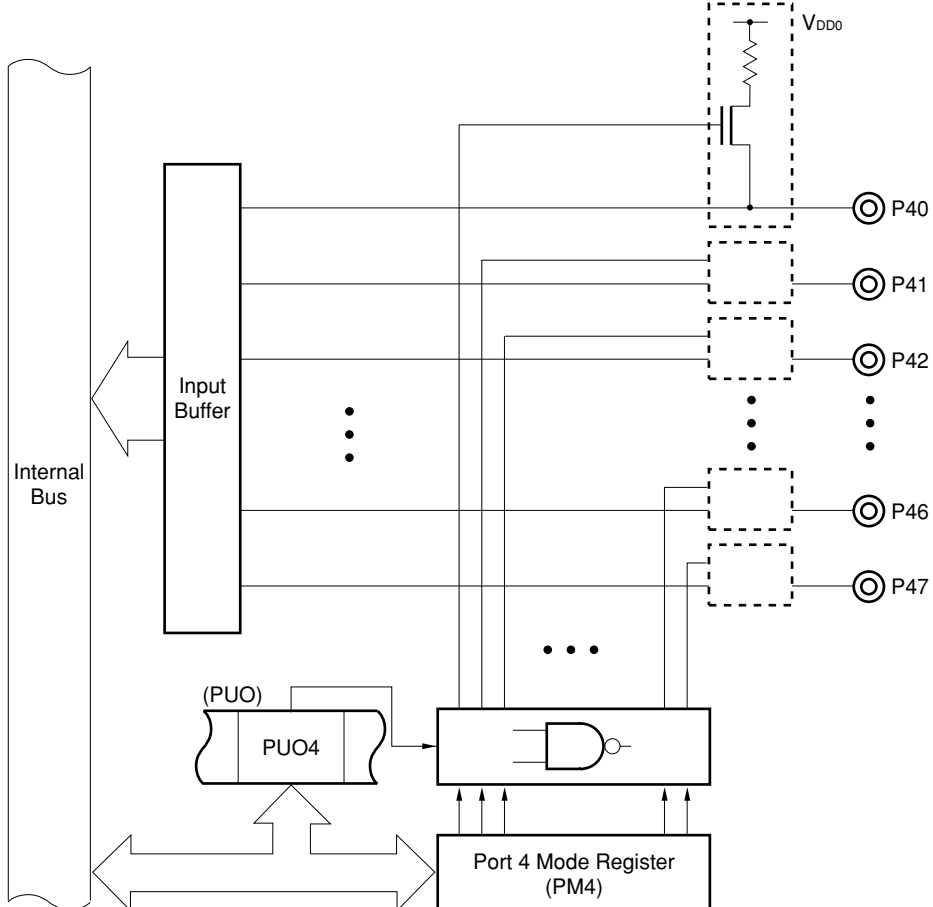 VDD0
P40
P41
P42
Input
Buffer
Internal
Bus
P46
P47
(PUO)
PUO4
Port 4 Mode Register
(PM4)